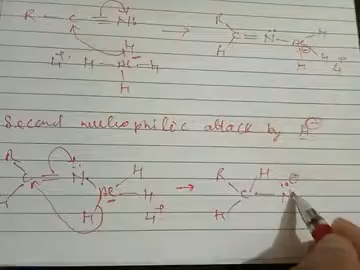 R — C ≡ N:
H
Li⁺ H — Al⁻ — H
H
R
C = N̈ — Al
H
H
H
Li⁺
Second nucleophilic attack by H⊖
R
C = N
H
Al
H
H
H
Li⁺
R
H
C
N
⊖
H